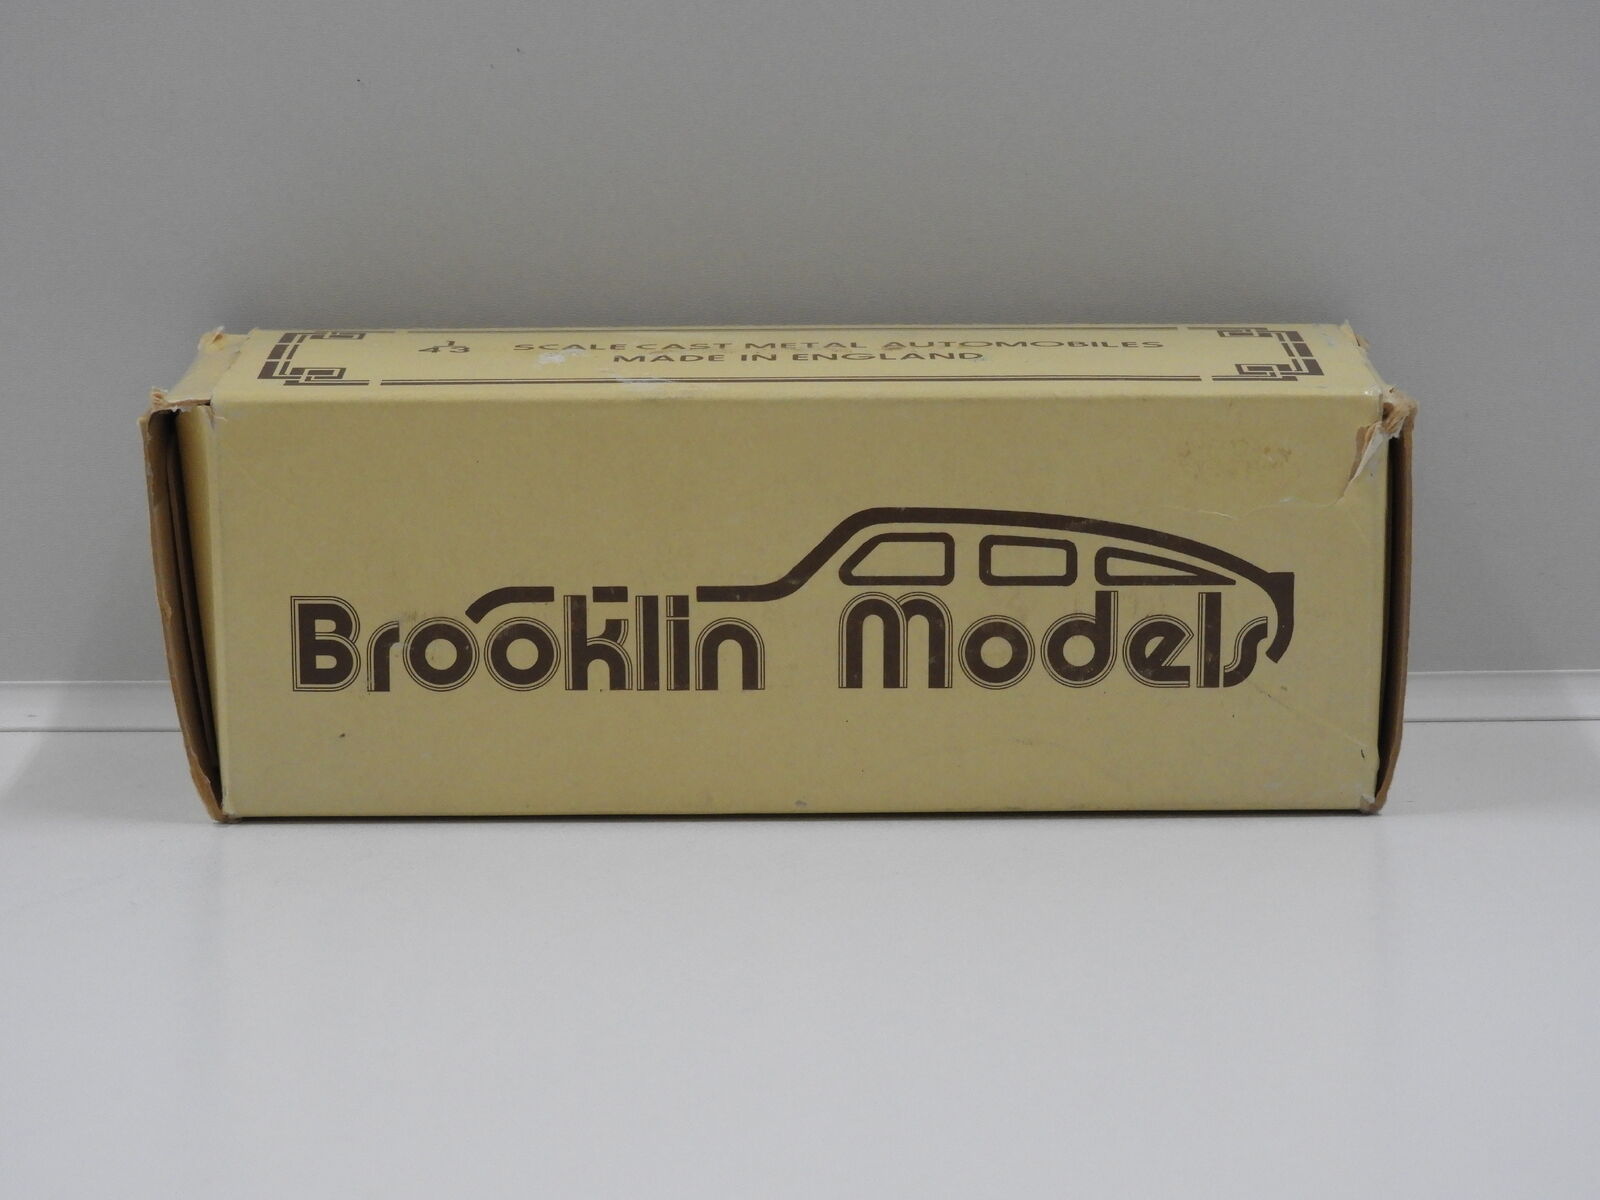 1/43 SCALE CAST METAL AUTOMOBILES
MADE IN ENGLAND
Brooklin Models